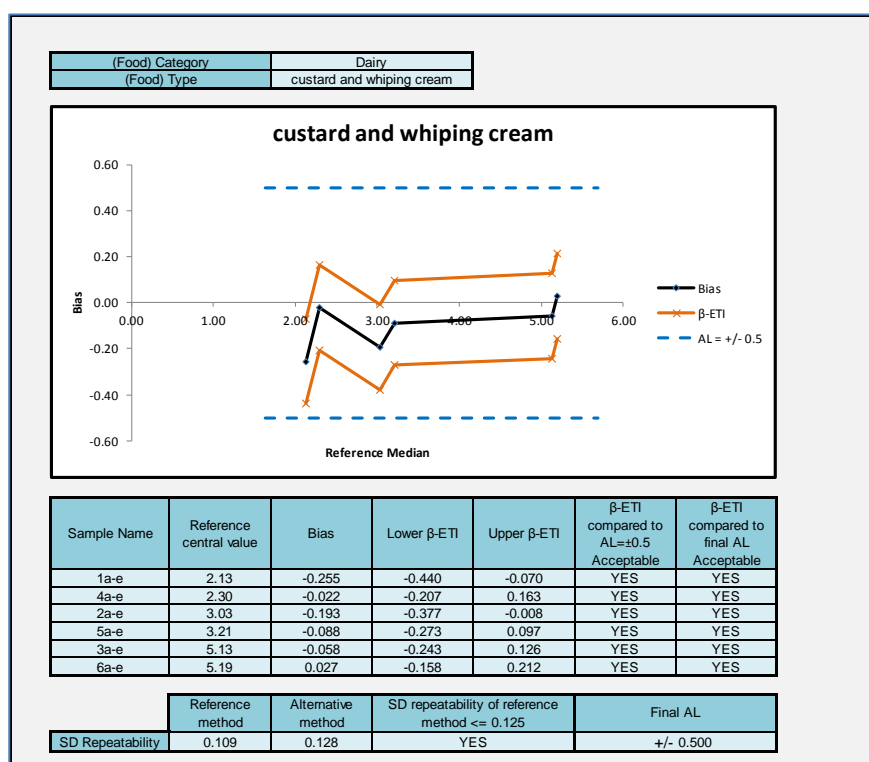 (Food) Category Dairy
(Food) Type custard and whiping cream
custard and whiping cream
0.60
0.40
0.20
0.00
-0.20
-0.40
-0.60
0.00 1.00 2.00 3.00 4.00 5.00 6.00
Bias
Reference Median
Bias
β-ETI
AL = +/- 0.5
Sample Name Reference central value Bias Lower β-ETI Upper β-ETI β-ETI compared to AL=±0.5 Acceptable β-ETI compared to final AL Acceptable
1a-e 2.13 -0.255 -0.440 -0.070 YES YES
4a-e 2.30 -0.022 -0.207 0.163 YES YES
2a-e 3.03 -0.193 -0.377 -0.008 YES YES
5a-e 3.21 -0.088 -0.273 0.097 YES YES
3a-e 5.13 -0.058 -0.243 0.126 YES YES
6a-e 5.19 0.027 -0.158 0.212 YES YES
Reference method Alternative method SD repeatability of reference method <= 0.125 Final AL
SD Repeatability 0.109 0.128 YES +/- 0.500